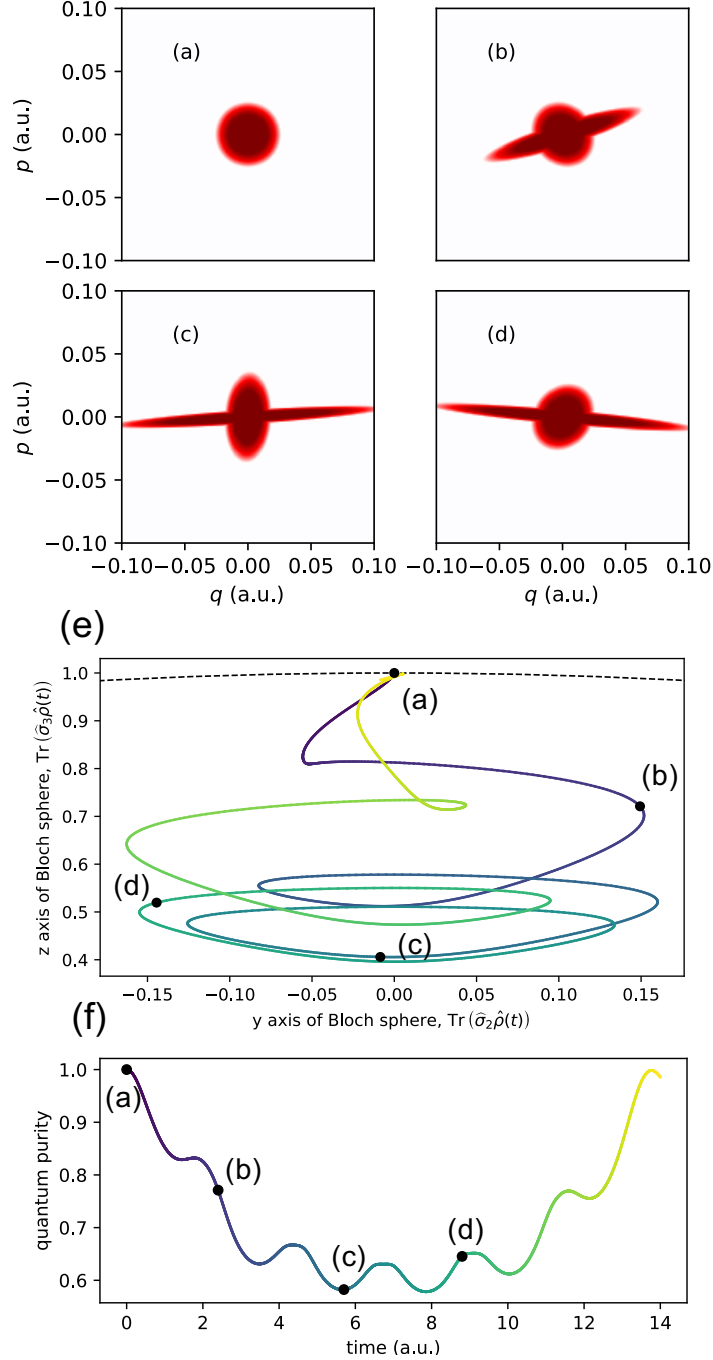 (a)
(b)
0.10
0.05
0.00
−0.05
−0.10
p (a.u.)
(c)
(d)
0.10
0.05
0.00
−0.05
−0.10
p (a.u.)
−0.10 −0.05 0.00 0.05 0.10
q (a.u.)
−0.10 −0.05 0.00 0.05 0.10
q (a.u.)
(e)
1.0
0.9
0.8
0.7
0.6
0.5
0.4
z axis of Bloch sphere, Tr(σ̂₃ρ̂(t))
(a)
(b)
(d)
(c)
−0.15 −0.10 −0.05 0.00 0.05 0.10 0.15
y axis of Bloch sphere, Tr(σ̂₂ρ̂(t))
(f)
1.0
0.9
0.8
0.7
0.6
quantum purity
(a)
(b)
(c)
(d)
0 2 4 6 8 10 12 14
time (a.u.)